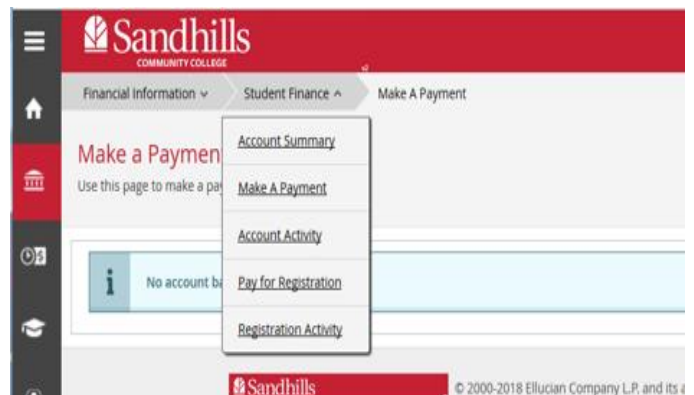 Sandhills
COMMUNITY COLLEGE
Financial Information Student Finance Make A Payment
Make a Paymen
Use this page to make a pay
Account Summary
Make A Payment
Account Activity
No account ba
Pay for Registration
Registration Activity
Sandhills
© 2000-2018 Ellucian Company L.P. and its a